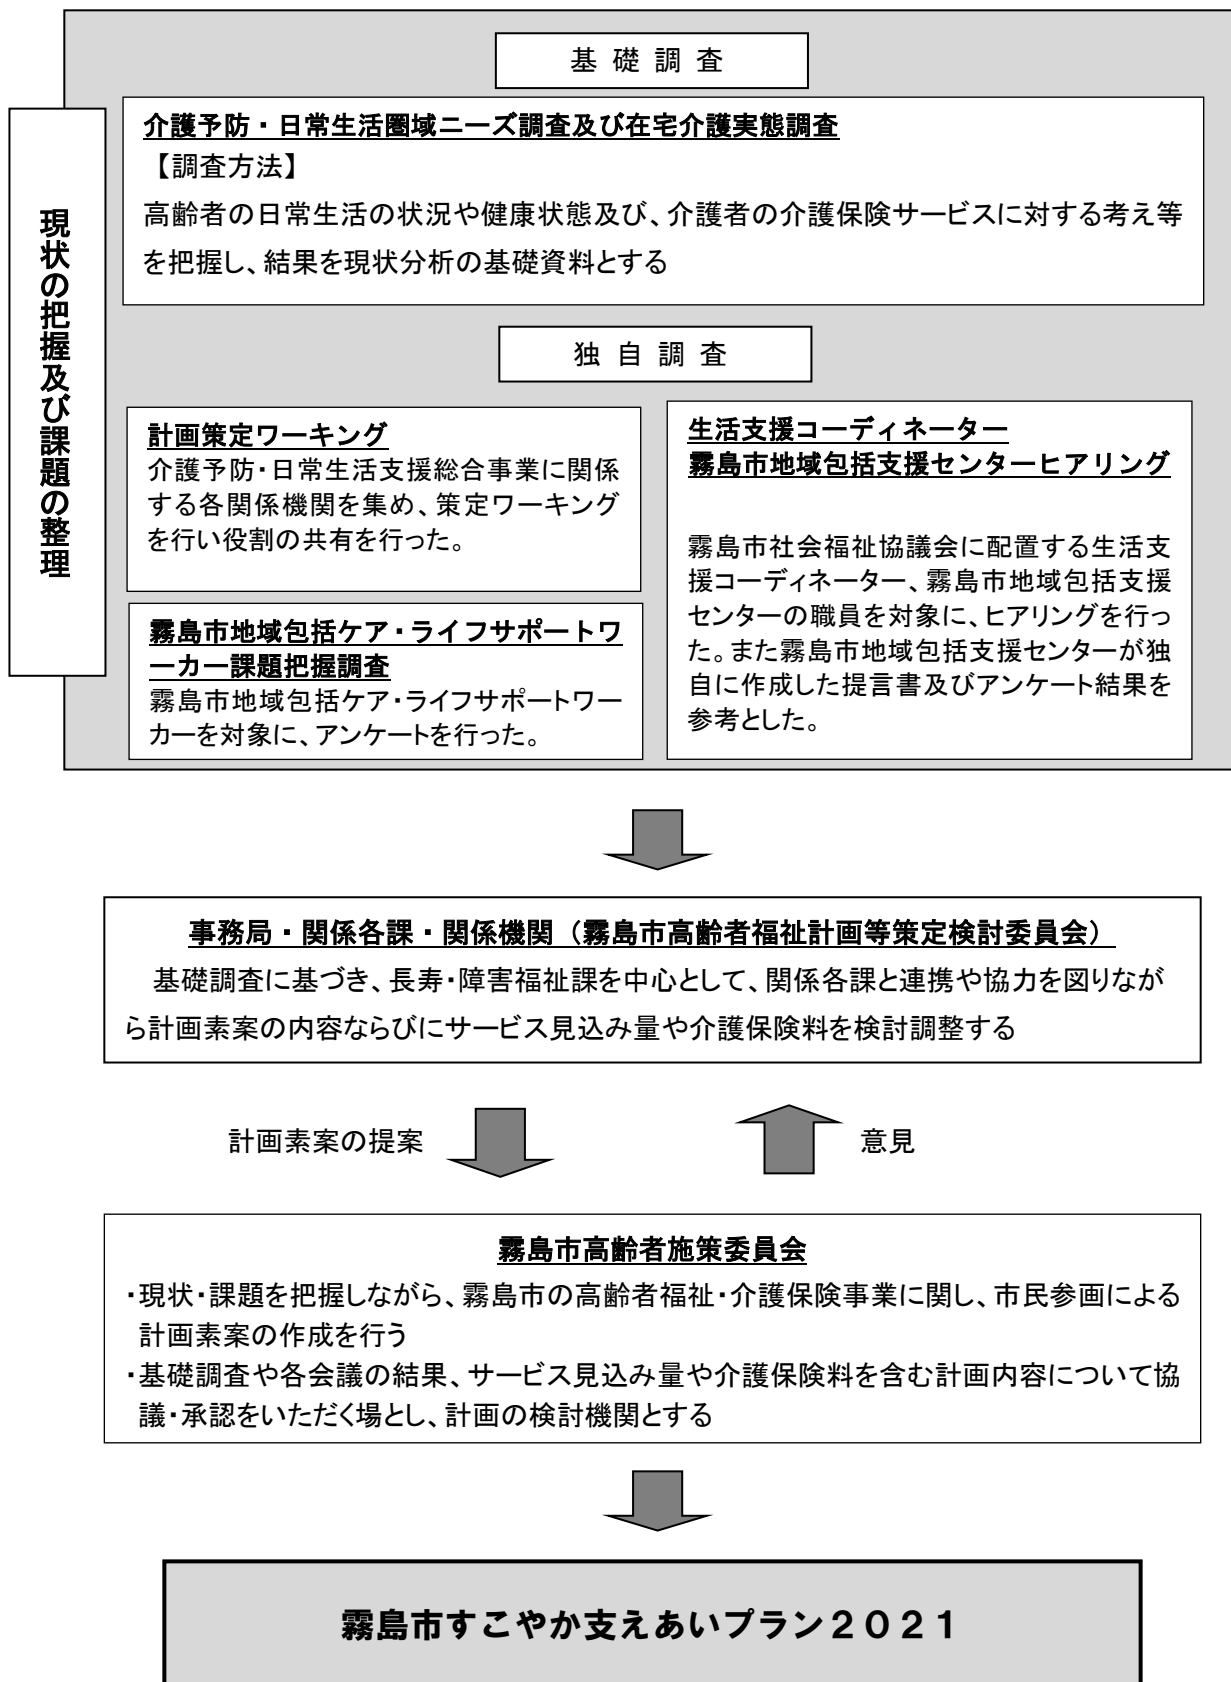 基 礎 調 査
現状の把握及び課題の整理
介護予防・日常生活圏域ニーズ調査及び在宅介護実態調査
【調査方法】
高齢者の日常生活の状況や健康状態及び、介護者の介護保険サービスに対する考え等
を把握し、結果を現状分析の基礎資料とする
独 自 調 査
計画策定ワーキング
介護予防・日常生活支援総合事業に関係
する各関係機関を集め、策定ワーキング
を行い役割の共有を行った。
霧島市地域包括ケア・ライフサポートワ
ーカー課題把握調査
霧島市地域包括ケア・ライフサポートワー
カーを対象に、アンケートを行った。
生活支援コーディネーター
霧島市地域包括支援センターヒアリング
霧島市社会福祉協議会に配置する生活支
援コーディネーター、霧島市地域包括支援
センターの職員を対象に、ヒアリングを行っ
た。また霧島市地域包括支援センターが独
自に作成した提言書及びアンケート結果を
参考とした。
事務局・関係各課・関係機関（霧島市高齢者福祉計画等策定検討委員会）
基礎調査に基づき、長寿・障害福祉課を中心として、関係各課と連携や協力を図りなが
ら計画素案の内容ならびにサービス見込み量や介護保険料を検討調整する
計画素案の提案
意見
霧島市高齢者施策委員会
・現状・課題を把握しながら、霧島市の高齢者福祉・介護保険事業に関し、市民参画による
計画素案の作成を行う
・基礎調査や各会議の結果、サービス見込み量や介護保険料を含む計画内容について協
議・承認をいただく場とし、計画の検討機関とする
霧島市すこやか支えあいプラン２０２１